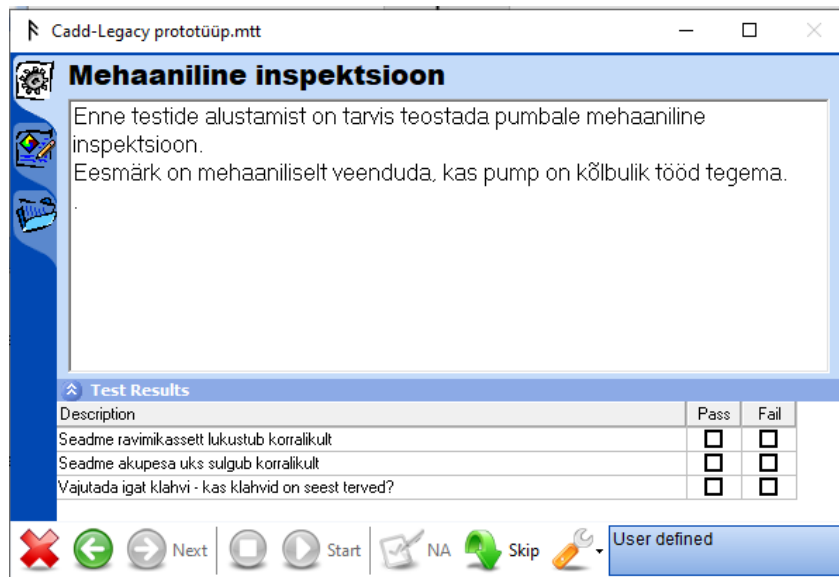 Cadd-Legacy prototüüp.mtt
Mehaaniline inspektsioon
Enne testide alustamist on tarvis teostada pumbale mehaaniline
inspektsioon.
Eesmärk on mehaaniliselt veenduda, kas pump on kõlbulik tööd tegema.
.
Test Results
Description Pass Fail
Seadme ravimikassett lukustub korralikult
Seadme akupesa uks sulgub korralikult
Vajutada igat klahvi - kas klahvid on seest terved?
Next Start NA Skip User defined